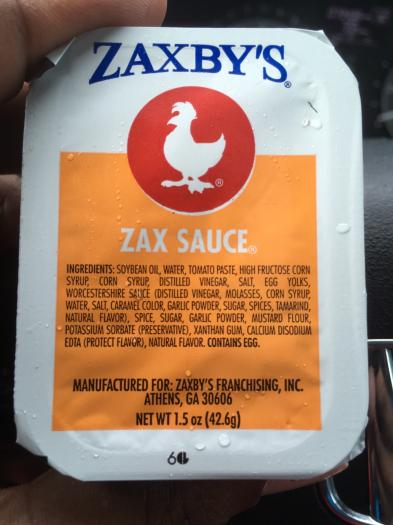 ZAXBY'S®
®
ZAX SAUCE®
INGREDIENTS: SOYBEAN OIL, WATER, TOMATO PASTE, HIGH FRUCTOSE CORN
SYRUP, CORN SYRUP, DISTILLED VINEGAR, SALT, EGG YOLKS,
WORCESTERSHIRE SAUCE (DISTILLED VINEGAR, MOLASSES, CORN SYRUP,
WATER, SALT, CARAMEL COLOR, GARLIC POWDER, SUGAR, SPICES, TAMARIND,
NATURAL FLAVOR), SPICE, SUGAR, GARLIC POWDER, MUSTARD FLOUR,
POTASSIUM SORBATE (PRESERVATIVE), XANTHAN GUM, CALCIUM DISODIUM
EDTA (PROTECT FLAVOR), NATURAL FLAVOR. CONTAINS EGG.
MANUFACTURED FOR: ZAXBY'S FRANCHISING, INC.
ATHENS, GA 30606
NET WT 1.5 oz (42.6g)
6